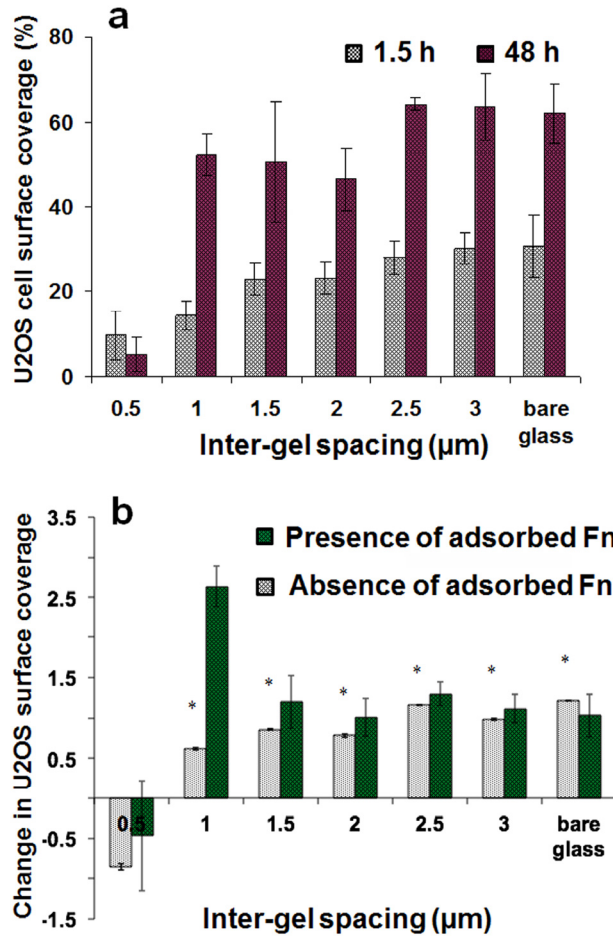 a
U2OS cell surface coverage (%)
80
60
40
20
0
1.5 h
48 h
0.5 1 1.5 2 2.5 3 bare
glass
Inter-gel spacing (µm)
b
Change in U2OS surface coverage
3.5
2.5
1.5
0.5
-0.5
-1.5
Presence of adsorbed Fn
Absence of adsorbed Fn
* * * * * *
0.5 1 1.5 2 2.5 3 bare
glass
Inter-gel spacing (µm)